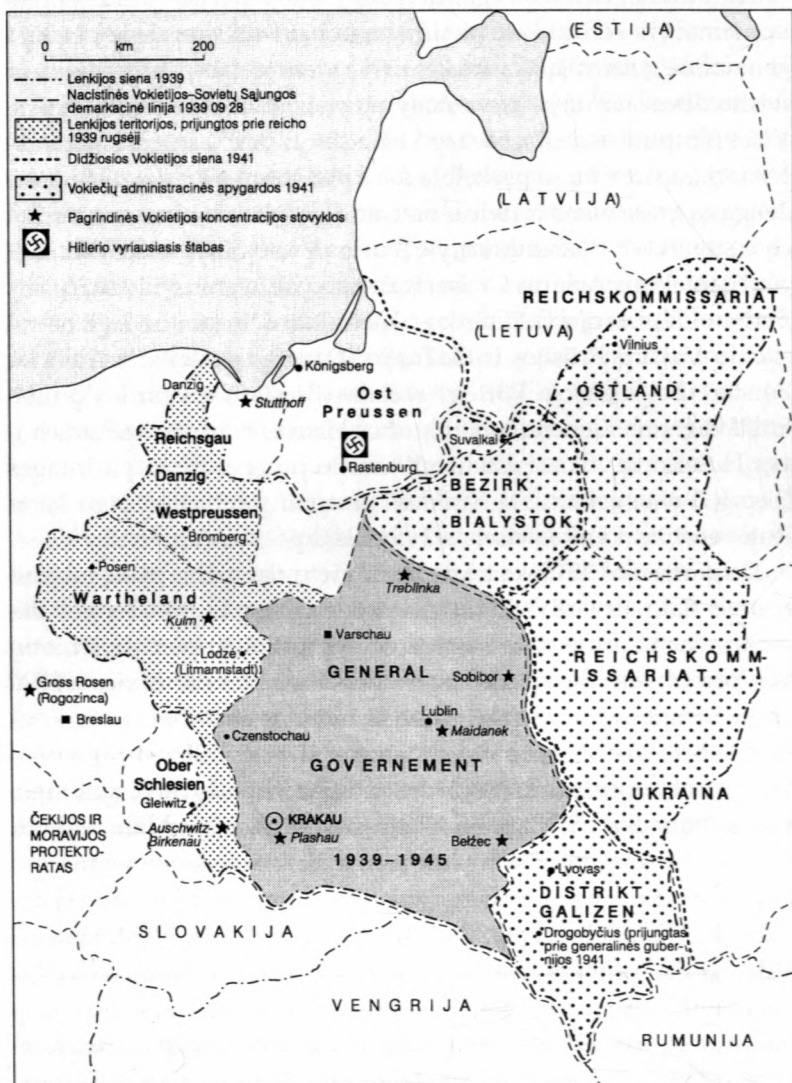 0 km 200
Lenkijos siena 1939
Nacistinės Vokietijos–Sovietų Sąjungos
demarkacinė linija 1939 09 28
Lenkijos teritorijos, prijungtos prie reicho
1939 rugsėjį
Didžiosios Vokietijos siena 1941
Vokiečių administracinės apygardos 1941
Pagrindinės Vokietijos koncentracijos stovyklos
Hitlerio vyriausiasis štabas
(ESTIJA)
(LATVIJA)
REICHSKOMMISSARIAT
(LIETUVA)
Vilnius
OSTLAND
Königsberg
Danzig
Stutthoff
Ost
Preussen
Suvalkai
Rastenburg
Reichsgau
Danzig
Westpreussen
Bromberg
BEZIRK
BIALYSTOK
Posen
Wartheland
Kulm
Treblinka
Varschau
Lodzė
(Litmannstadt)
GENERAL
REICHSKOMM-
ISSARIAT
Sobibor
Gross Rosen
(Rogozinca)
Breslau
Lublin
Maidanek
Czenstochau
GOVERNEMENT
Ober
Schlesien
Gleiwitz
UKRAINA
ČEKIJOS IR
MORAVIJOS
PROTEKTO-
RATAS
Auschwitz-
Birkenau
KRAKAU
Plashau
Belžec
1939–1945
Lvovas
DISTRIKT
GALIZEN
Drogobyčius (prijungtas
prie generalinės guber-
nijos 1941
SLOVAKIJA
VENGRIJA
RUMUNIJA